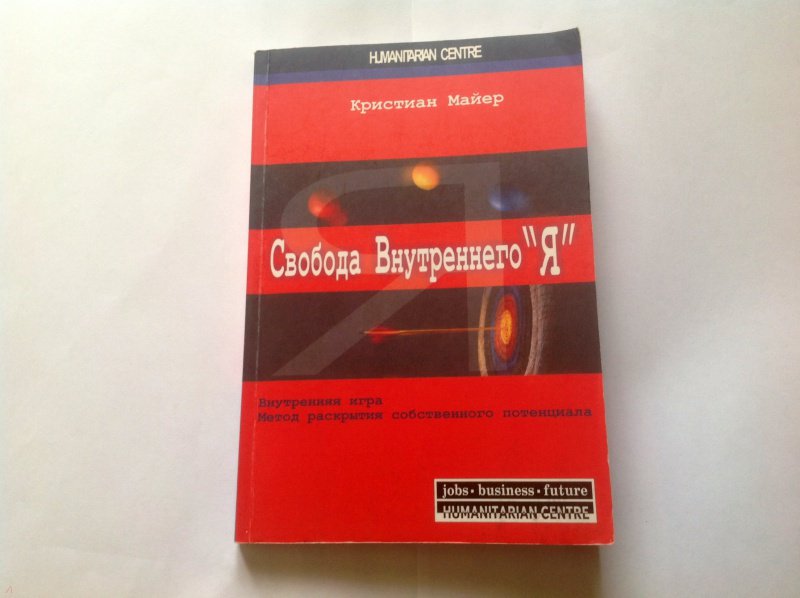 HUMANITARIAN CENTRE
Кристиан Майер
Я
Свобода Внутреннего "Я"
Внутренняя игра
Метод раскрытия собственного потенциала
jobs · business · future
HUMANITARIAN CENTRE